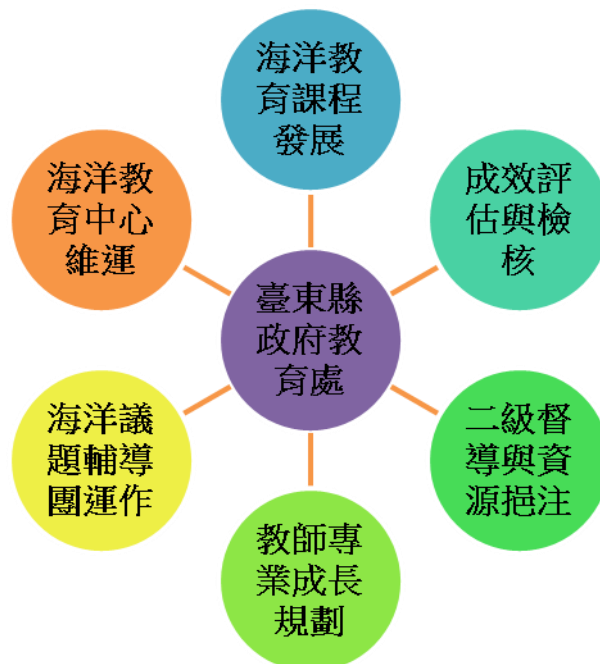 海洋教
育課程
發展
成效評
估與檢
核
二級督
導與資
源挹注
教師專
業成長
規劃
海洋議
題輔導
團運作
海洋教
育中心
維運
臺東縣
政府教
育處